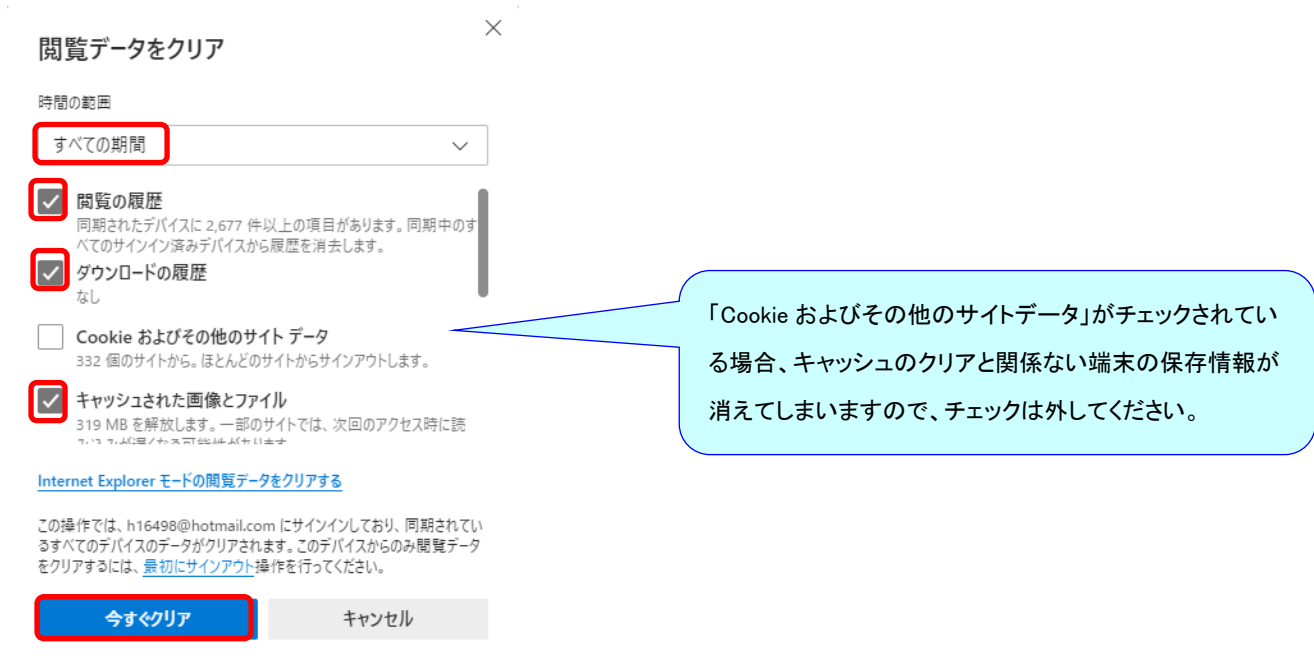 閲覧データをクリア
時間の範囲
すべての期間
閲覧の履歴
同期されたデバイスに 2,677 件以上の項目があります。同期中のす
べてのサインイン済みデバイスから履歴を消去します。
ダウンロードの履歴
なし
Cookie およびその他のサイト データ
332 個のサイトから。ほとんどのサイトからサインアウトします。
キャッシュされた画像とファイル
319 MB を解放します。一部のサイトでは、次回のアクセス時に読
み込みが遅くなる可能性があります
Internet Explorer モードの閲覧データをクリアする
この操作では、h16498@hotmail.com にサインインしており、同期されてい
るすべてのデバイスのデータがクリアされます。このデバイスからのみ閲覧データ
をクリアするには、最初にサインアウト操作を行ってください。
今すぐクリア
キャンセル
「Cookie およびその他のサイトデータ」がチェックされてい
る場合、キャッシュのクリアと関係ない端末の保存情報が
消えてしまいますので、チェックは外してください。